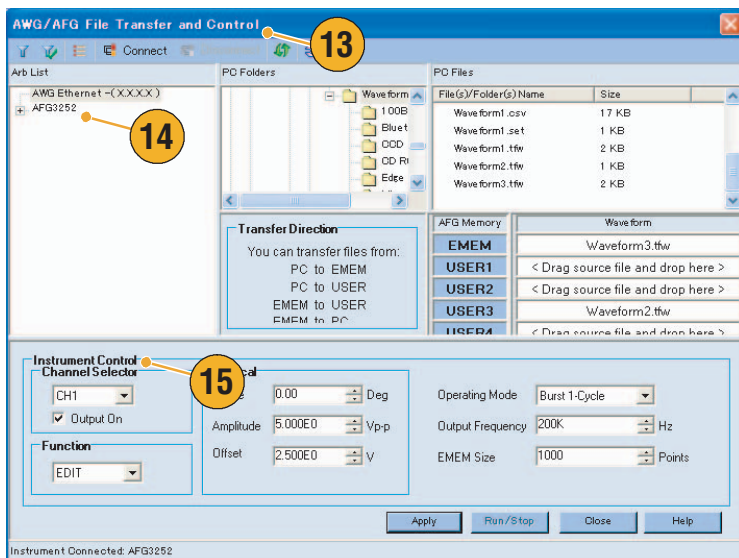 AWG/AFG File Transfer and Control
13
Connect
Arb List
PC Folders
PC Files
AWG Ethernet -(X.X.X.X )
AFG3252
14
Waveform
100B
Bluet
CD R
Edge
File(s)/Folder(s) Name Size
Waveform1.csv 17 KB
Waveform1.set 1 KB
Waveform1.tfw 2 KB
Waveform2.tfw 1 KB
Waveform3.tfw 2 KB
Transfer Direction
You can transfer files from:
PC to EMEM
PC to USER
EMEM to USER
EMEM to PC
AFG Memory Waveform
EMEM Waveform3.tfw
USER1 < Drag source file and drop here >
USER2 < Drag source file and drop here >
USER3 Waveform2.tfw
USER4 < Drag source file and drop here >
Instrument Control
15
Channel Selector
CH1
Output On
Function
EDIT
cal
0.00 Deg
Amplitude 5.000E0 Vp-p
Offset 2.500E0 V
Operating Mode Burst 1-Cycle
Output Frequency 200K Hz
EMEM Size 1000 Points
Apply Run/Stop Close Help
Instrument Connected: AFG3252